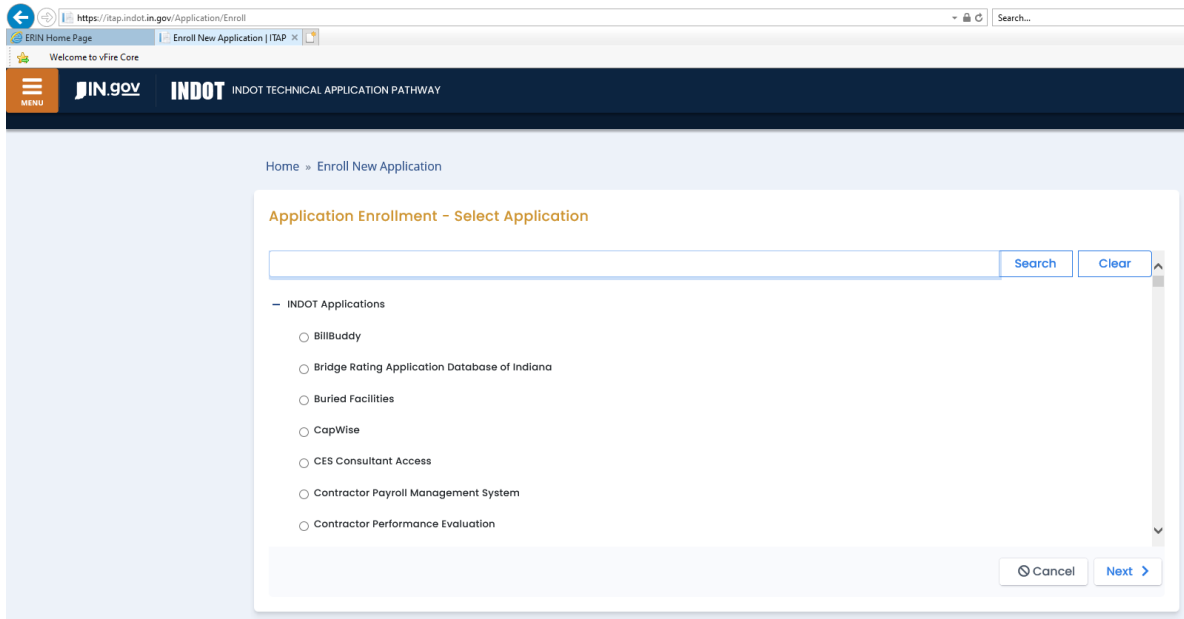 https://itap.indot.in.gov/Application/Enroll
Search...
ERIN Home Page
Enroll New Application | ITAP
Welcome to vFire Core
MENU
IN.gov
INDOT INDOT TECHNICAL APPLICATION PATHWAY
Home » Enroll New Application
Application Enrollment - Select Application
Search Clear
INDOT Applications
BillBuddy
Bridge Rating Application Database of Indiana
Buried Facilities
CapWise
CES Consultant Access
Contractor Payroll Management System
Contractor Performance Evaluation
Cancel Next